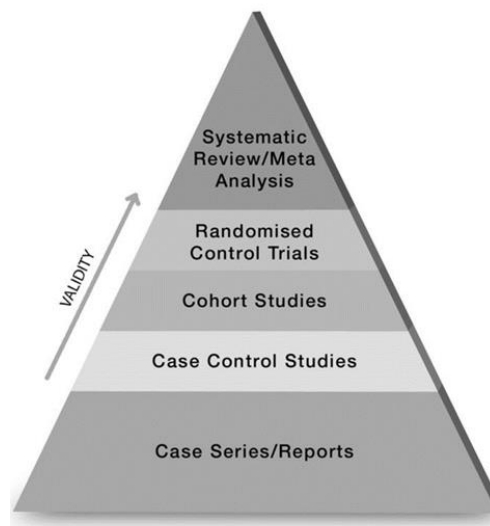 Systematic
Review/Meta
Analysis
Randomised
Control Trials
Cohort Studies
Case Control Studies
Case Series/Reports
VALIDITY